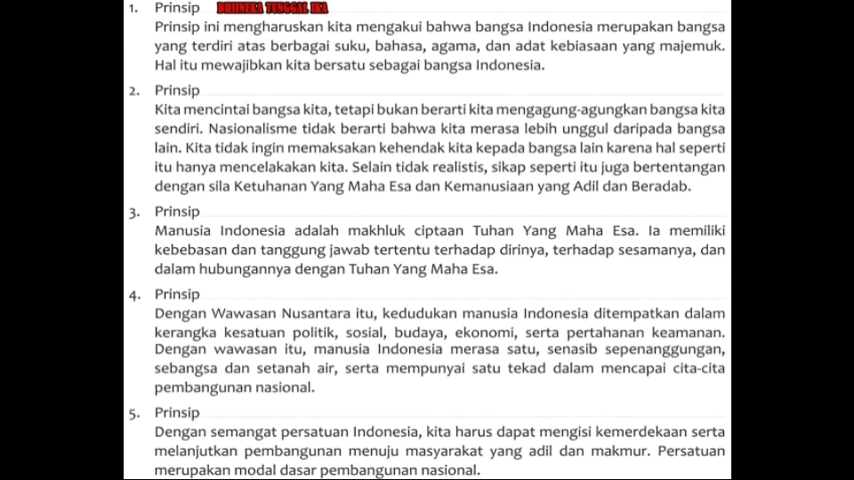 1. Prinsip BHINEKA TUNGGAL IKA
Prinsip ini mengharuskan kita mengakui bahwa bangsa Indonesia merupakan bangsa
yang terdiri atas berbagai suku, bahasa, agama, dan adat kebiasaan yang majemuk.
Hal itu mewajibkan kita bersatu sebagai bangsa Indonesia.
2. Prinsip
Kita mencintai bangsa kita, tetapi bukan berarti kita mengagung-agungkan bangsa kita
sendiri. Nasionalisme tidak berarti bahwa kita merasa lebih unggul daripada bangsa
lain. Kita tidak ingin memaksakan kehendak kita kepada bangsa lain karena hal seperti
itu hanya mencelakakan kita. Selain tidak realistis, sikap seperti itu juga bertentangan
dengan sila Ketuhanan Yang Maha Esa dan Kemanusiaan yang Adil dan Beradab.
3. Prinsip
Manusia Indonesia adalah makhluk ciptaan Tuhan Yang Maha Esa. Ia memiliki
kebebasan dan tanggung jawab tertentu terhadap dirinya, terhadap sesamanya, dan
dalam hubungannya dengan Tuhan Yang Maha Esa.
4. Prinsip
Dengan Wawasan Nusantara itu, kedudukan manusia Indonesia ditempatkan dalam
kerangka kesatuan politik, sosial, budaya, ekonomi, serta pertahanan keamanan.
Dengan wawasan itu, manusia Indonesia merasa satu, senasib sepenanggungan,
sebangsa dan setanah air, serta mempunyai satu tekad dalam mencapai cita-cita
pembangunan nasional.
5. Prinsip
Dengan semangat persatuan Indonesia, kita harus dapat mengisi kemerdekaan serta
melanjutkan pembangunan menuju masyarakat yang adil dan makmur. Persatuan
merupakan modal dasar pembangunan nasional.